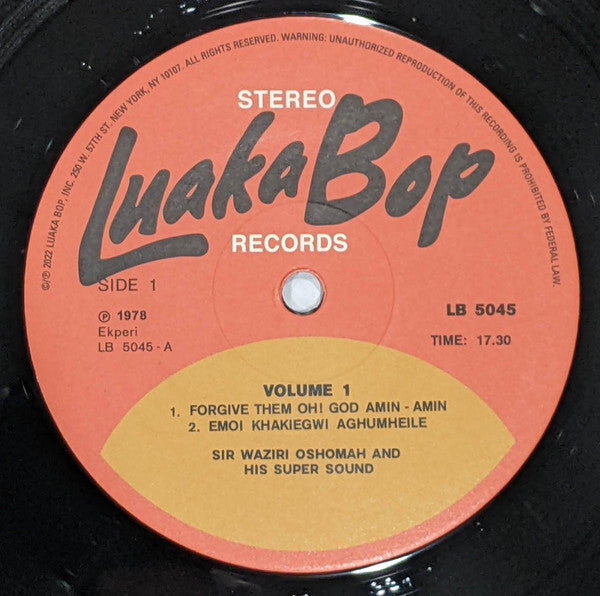 ©/℗ 2022 LUAKA BOP, INC. 250 W. 57TH ST. NEW YORK, NY 10107. ALL RIGHTS RESERVED. WARNING: UNAUTHORIZED REPRODUCTION OF THIS RECORDING IS PROHIBITED BY FEDERAL LAW.
STEREO
Luaka Bop
RECORDS
SIDE 1
℗ 1978
Ekperi
LB 5045 - A
LB 5045
TIME: 17.30
VOLUME 1
1. FORGIVE THEM OH! GOD AMIN - AMIN
2. EMOI KHAKIEGWI AGHUMHEILE
SIR WAZIRI OSHOMAH AND
HIS SUPER SOUND